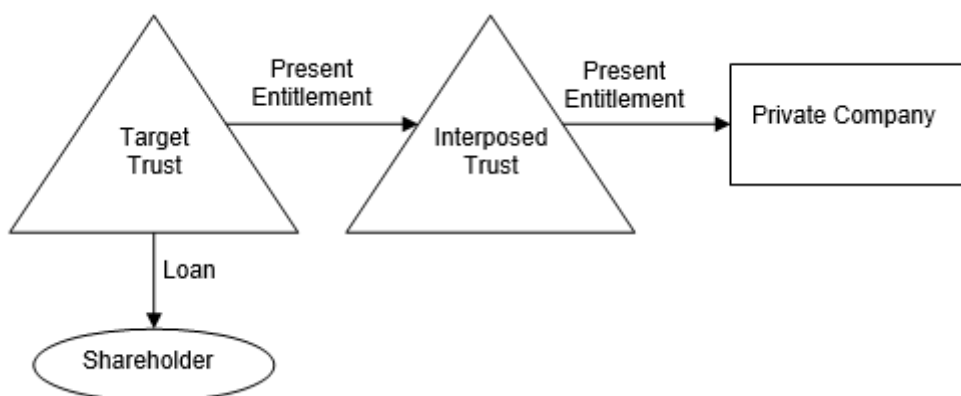 Present
Entitlement
Present
Entitlement
Target
Trust
Interposed
Trust
Private Company
Loan
Shareholder